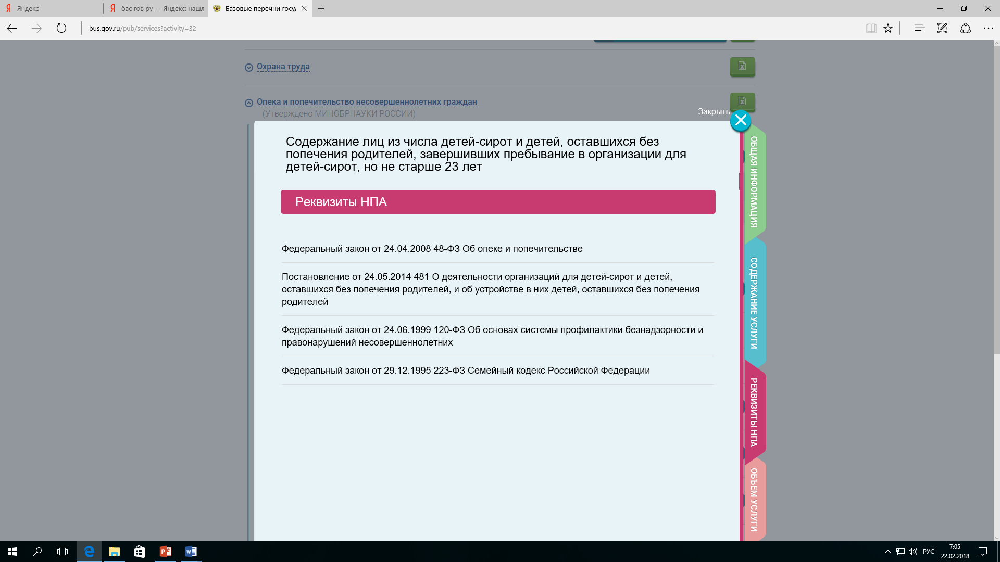 Яндекс
бас гов ру — Яндекс: нашл
Базовые перечни госу
bus.gov.ru/pub/services?activity=32
Охрана труда
Опека и попечительство несовершеннолетних граждан
(Утверждено МИНОБРНАУКИ РОССИИ)
Закрыть
Содержание лиц из числа детей-сирот и детей, оставшихся без
попечения родителей, завершивших пребывание в организации для
детей-сирот, но не старше 23 лет
Реквизиты НПА
Федеральный закон от 24.04.2008 48-ФЗ Об опеке и попечительстве
Постановление от 24.05.2014 481 О деятельности организаций для детей-сирот и детей,
оставшихся без попечения родителей, и об устройстве в них детей, оставшихся без попечения
родителей
Федеральный закон от 24.06.1999 120-ФЗ Об основах системы профилактики безнадзорности и
правонарушений несовершеннолетних
Федеральный закон от 29.12.1995 223-ФЗ Семейный кодекс Российской Федерации
ОБЩАЯ ИНФОРМАЦИЯ
СОДЕРЖАНИЕ УСЛУГИ
РЕКВИЗИТЫ НПА
ОБЪЕМ УСЛУГИ
РУС
7:05
22.02.2018